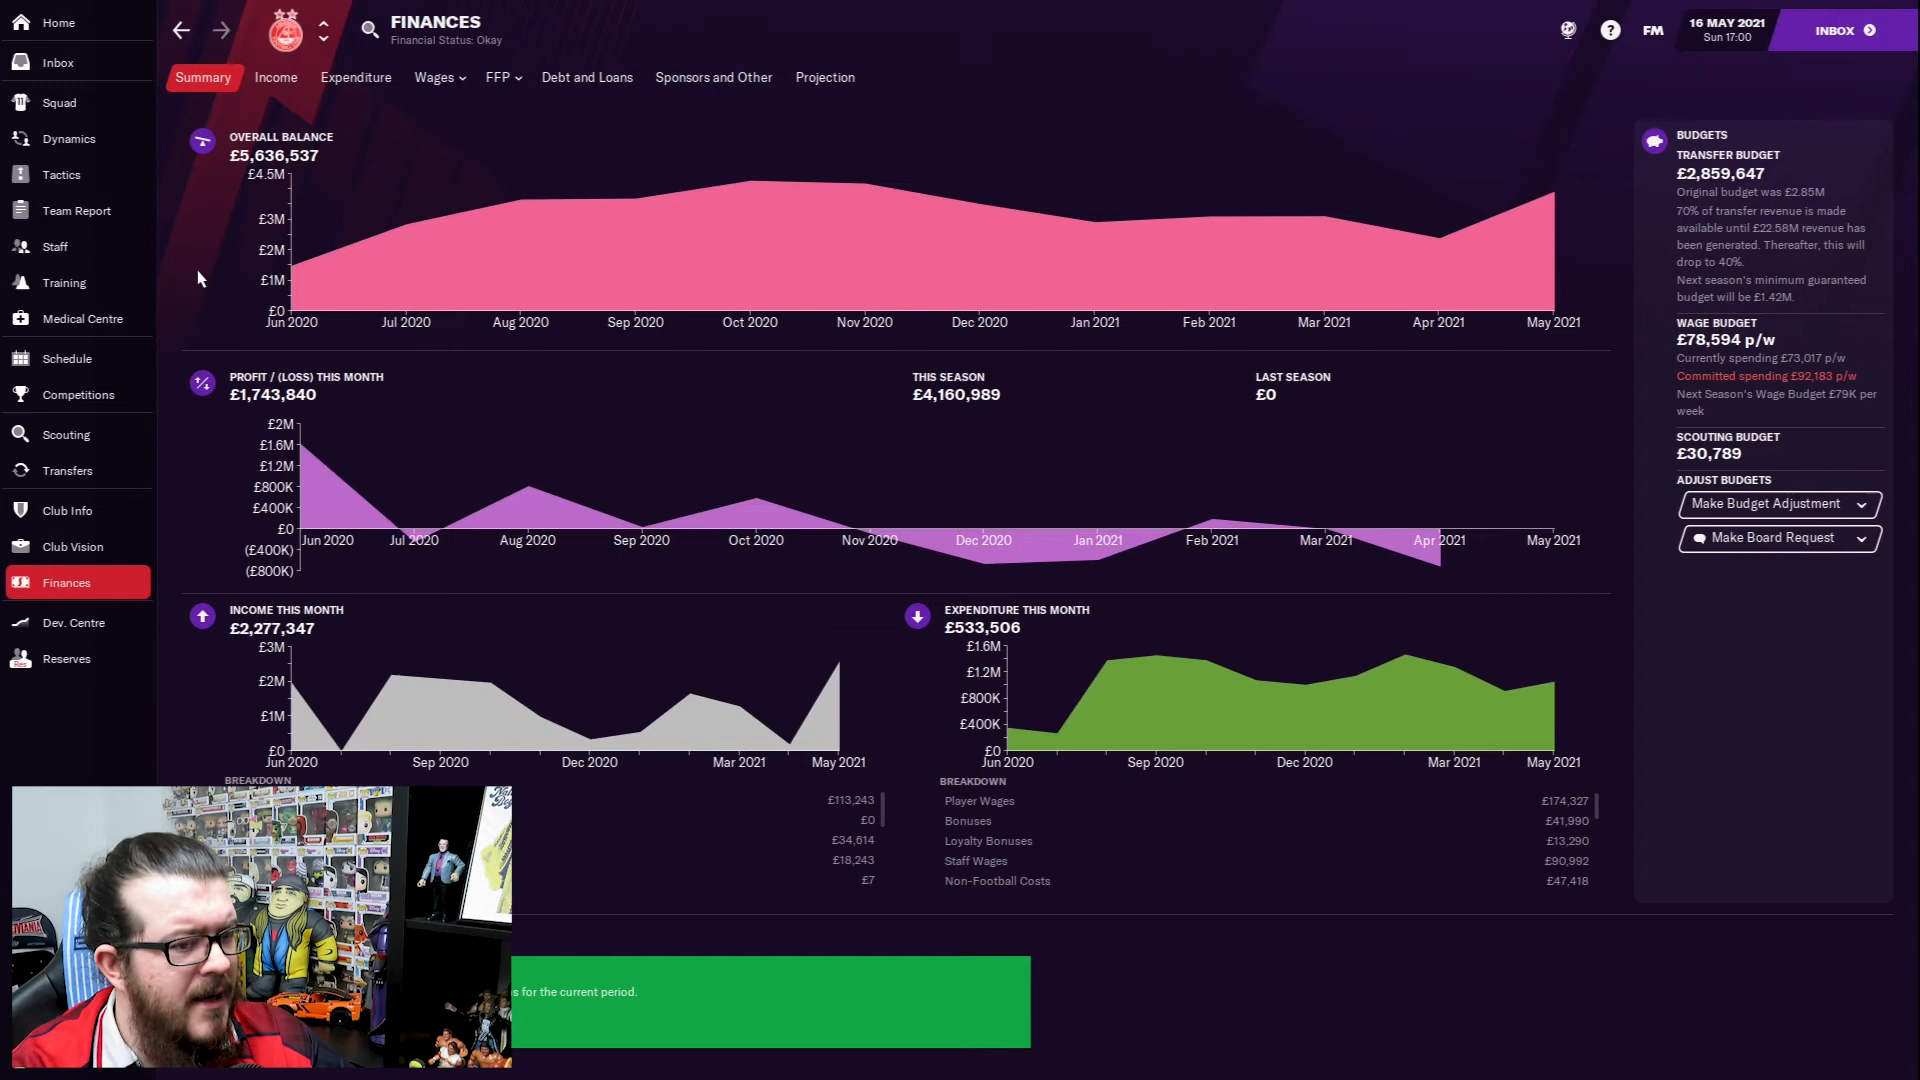 Home
Inbox
Squad
Dynamics
Tactics
Team Report
Staff
Training
Medical Centre
Schedule
Competitions
Scouting
Transfers
Club Info
Club Vision
Finances
Dev. Centre
Res
Reserves
FINANCES
Financial Status: Okay
? FM
16 MAY 2021
Sun 17:00
INBOX
Summary Income Expenditure Wages FFP Debt and Loans Sponsors and Other Projection
OVERALL BALANCE
£5,636,537
£4.5M
£3M
£2M
£1M
£0
Jun 2020 Jul 2020 Aug 2020 Sep 2020 Oct 2020 Nov 2020 Dec 2020 Jan 2021 Feb 2021 Mar 2021 Apr 2021 May 2021
PROFIT / (LOSS) THIS MONTH
£1,743,840
THIS SEASON
£4,160,989
LAST SEASON
£0
£2M
£1.6M
£1.2M
£800K
£400K
£0
(£400K)
(£800K)
Jun 2020 Jul 2020 Aug 2020 Sep 2020 Oct 2020 Nov 2020 Dec 2020 Jan 2021 Feb 2021 Mar 2021 Apr 2021 May 2021
INCOME THIS MONTH
£2,277,347
£3M
£2M
£1M
£0
Jun 2020 Sep 2020 Dec 2020 Mar 2021 May 2021
BREAKDOWN
£113,243
£0
£34,614
£18,243
£7
EXPENDITURE THIS MONTH
£533,506
£1.6M
£1.2M
£800K
£400K
£0
Jun 2020 Sep 2020 Dec 2020 Mar 2021 May 2021
BREAKDOWN
Player Wages £174,327
Bonuses £41,990
Loyalty Bonuses £13,290
Staff Wages £90,992
Non-Football Costs £47,418
s for the current period.
BUDGETS
TRANSFER BUDGET
£2,859,647
Original budget was £2.85M
70% of transfer revenue is made
available until £22.58M revenue has
been generated. Thereafter, this will
drop to 40%.
Next season's minimum guaranteed
budget will be £1.42M.
WAGE BUDGET
£78,594 p/w
Currently spending £73,017 p/w
Committed spending £92,183 p/w
Next Season's Wage Budget £79K per
week
SCOUTING BUDGET
£30,789
ADJUST BUDGETS
Make Budget Adjustment
Make Board Request